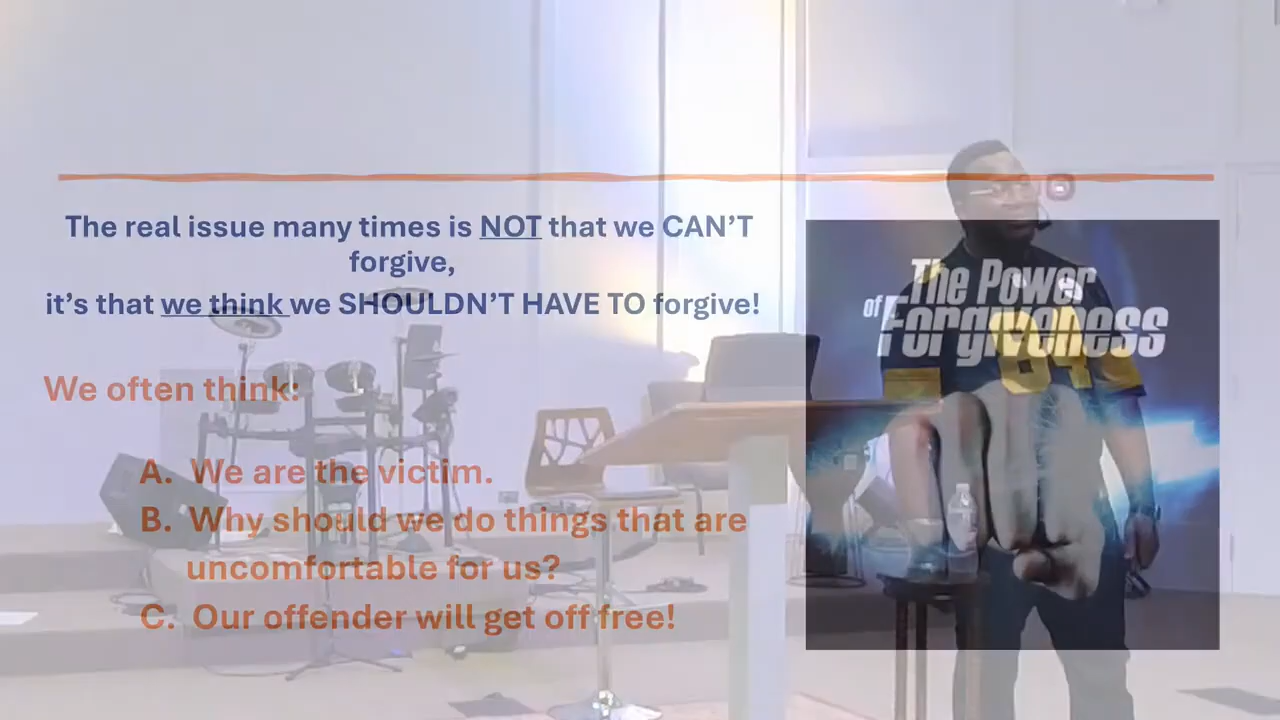 The real issue many times is NOT that we CAN'T
forgive,
it's that we think we SHOULDN'T HAVE TO forgive!
We often think:
A. We are the victim.
B. Why should we do things that are
uncomfortable for us?
C. Our offender will get off free!
The Power
of Forgiveness
84